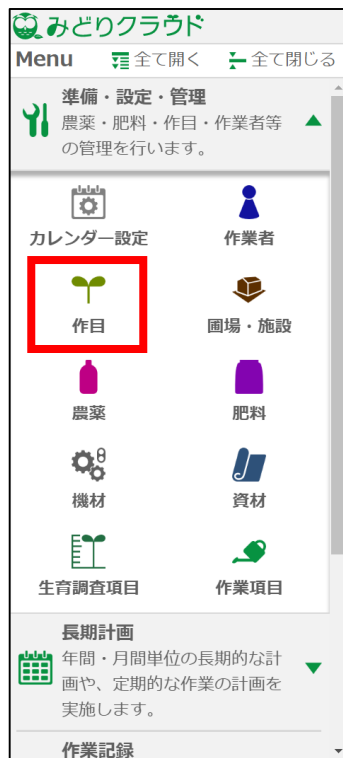 みどりクラウド
Menu 全て開く 全て閉じる
準備・設定・管理
農薬・肥料・作目・作業者等
の管理を行います。
カレンダー設定 作業者
作目 圃場・施設
農薬 肥料
機材 資材
生育調査項目 作業項目
長期計画
年間・月間単位の長期的な計
画や、定期的な作業の計画を
実施します。
作業記録